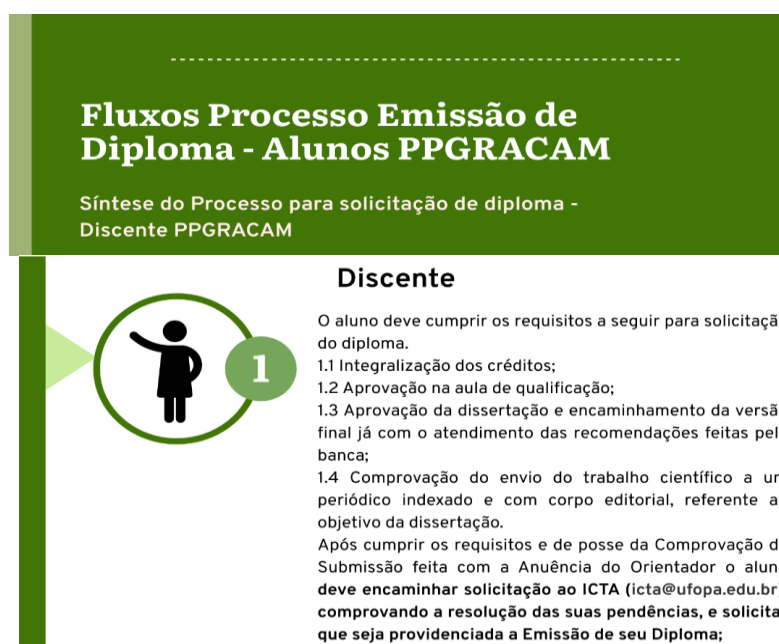 Fluxos Processo Emissão de
Diploma - Alunos PPGRACAM
Síntese do Processo para solicitação de diploma -
Discente PPGRACAM
Discente
1
O aluno deve cumprir os requisitos a seguir para solicitaçã
do diploma.
1.1 Integralização dos créditos;
1.2 Aprovação na aula de qualificação;
1.3 Aprovação da dissertação e encaminhamento da versã
final já com o atendimento das recomendações feitas pel
banca;
1.4 Comprovação do envio do trabalho científico a u
periódico indexado e com corpo editorial, referente a
objetivo da dissertação.
Após cumprir os requisitos e de posse da Comprovação d
Submissão feita com a Anuência do Orientador o alun
deve encaminhar solicitação ao ICTA (icta@ufopa.edu.br)
comprovando a resolução das suas pendências, e solicita
que seja providenciada a Emissão de seu Diploma;